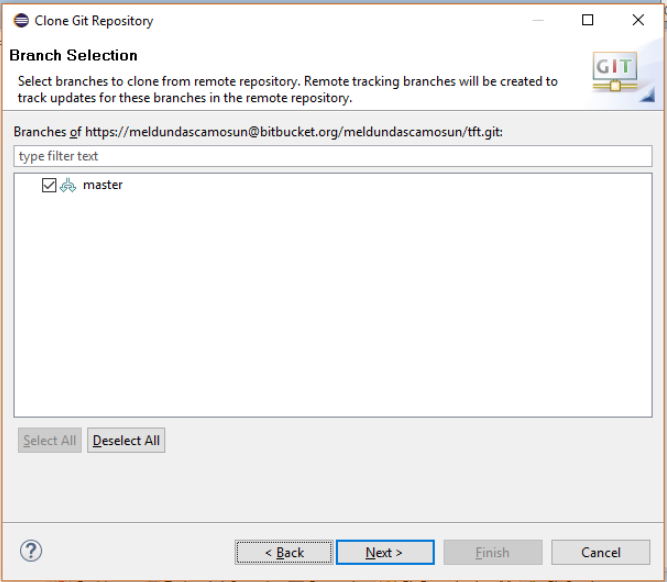 Clone Git Repository
Branch Selection
Select branches to clone from remote repository. Remote tracking branches will be created to
track updates for these branches in the remote repository.
GIT
Branches of https://meldundascamosun@bitbucket.org/meldundascamosun/tft.git:
type filter text
master
Select All
Deselect All
?
< Back
Next >
Finish
Cancel